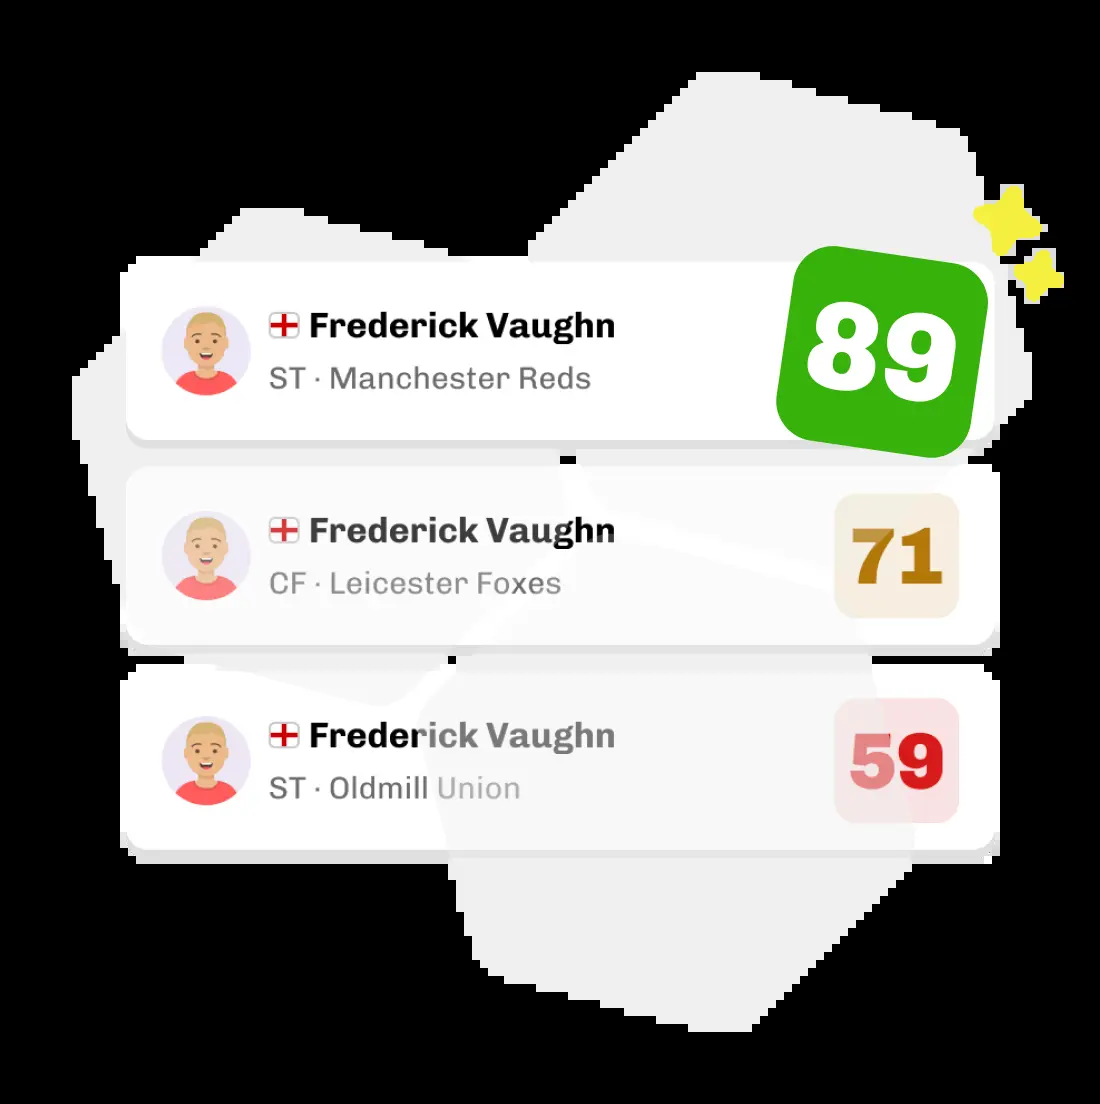 Frederick Vaughn
ST · Manchester Reds
89
Frederick Vaughn
CF · Leicester Foxes
71
Frederick Vaughn
ST · Oldmill Union
59